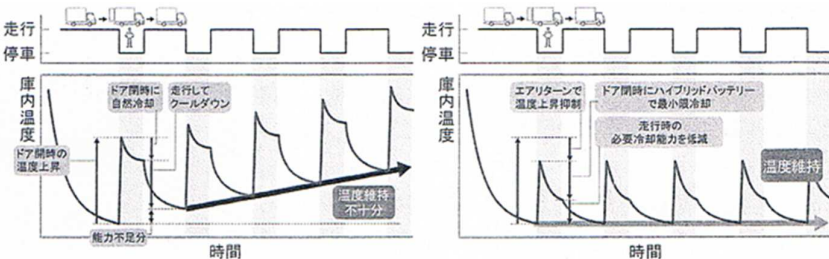 走行
停車
庫内温度
ドア開時に
自然冷却
走行して
クールダウン
ドア開時の
温度上昇
温度維持
不十分
能力不足分
時間
走行
停車
庫内温度
エアリターンで
温度上昇抑制
ドア開時にハイブリッドバッテリー
で最小限冷却
走行時の
必要冷却能力を低減
温度維持
時間